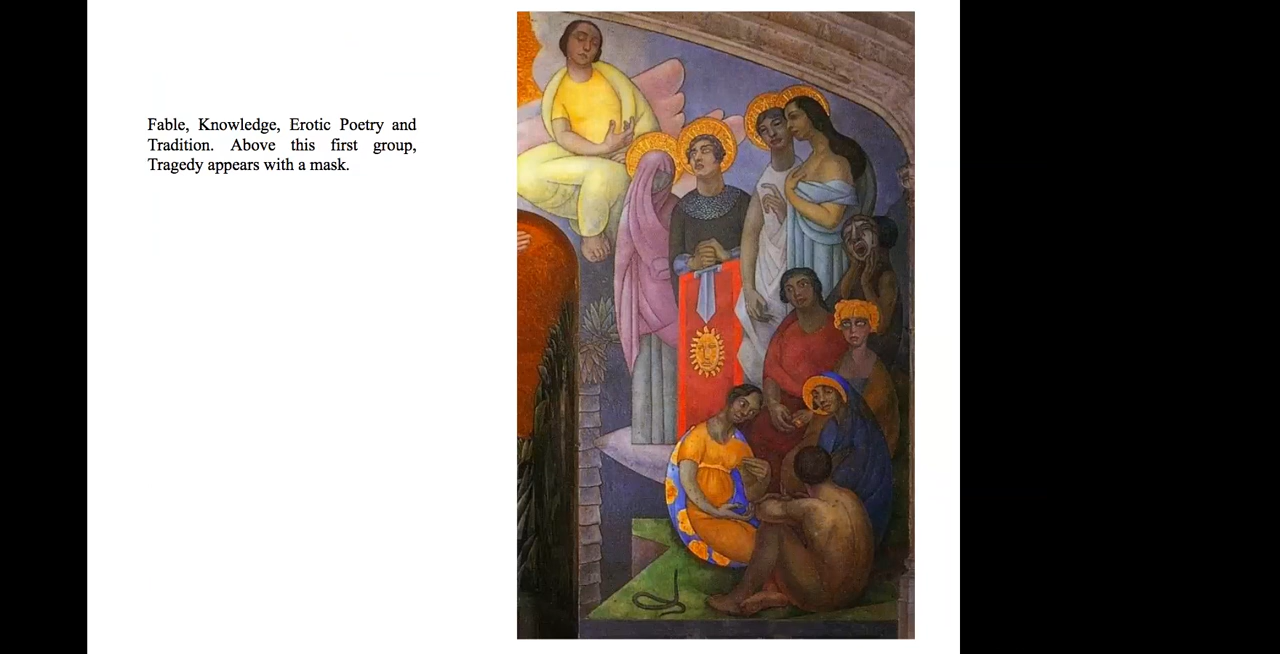 Fable, Knowledge, Erotic Poetry and
Tradition. Above this first group,
Tragedy appears with a mask.